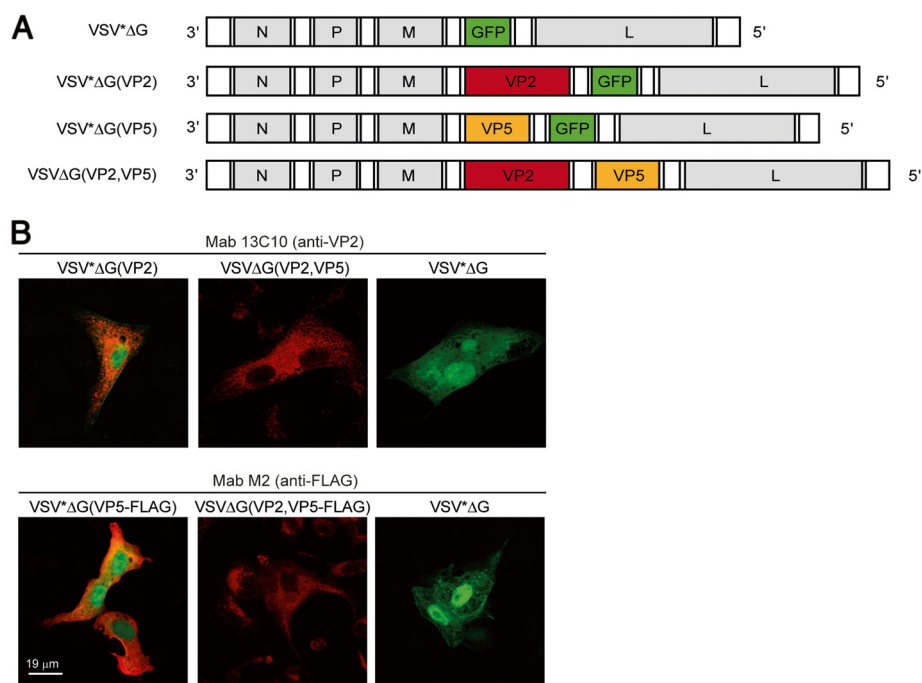 A
VSV*ΔG 3' N P M GFP L 5'
VSV*ΔG(VP2) 3' N P M VP2 GFP L 5'
VSV*ΔG(VP5) 3' N P M VP5 GFP L 5'
VSVΔG(VP2,VP5) 3' N P M VP2 VP5 L 5'
B
Mab 13C10 (anti-VP2)
VSV*ΔG(VP2) VSVΔG(VP2,VP5) VSV*ΔG
Mab M2 (anti-FLAG)
VSV*ΔG(VP5-FLAG) VSVΔG(VP2,VP5-FLAG) VSV*ΔG
19 μm